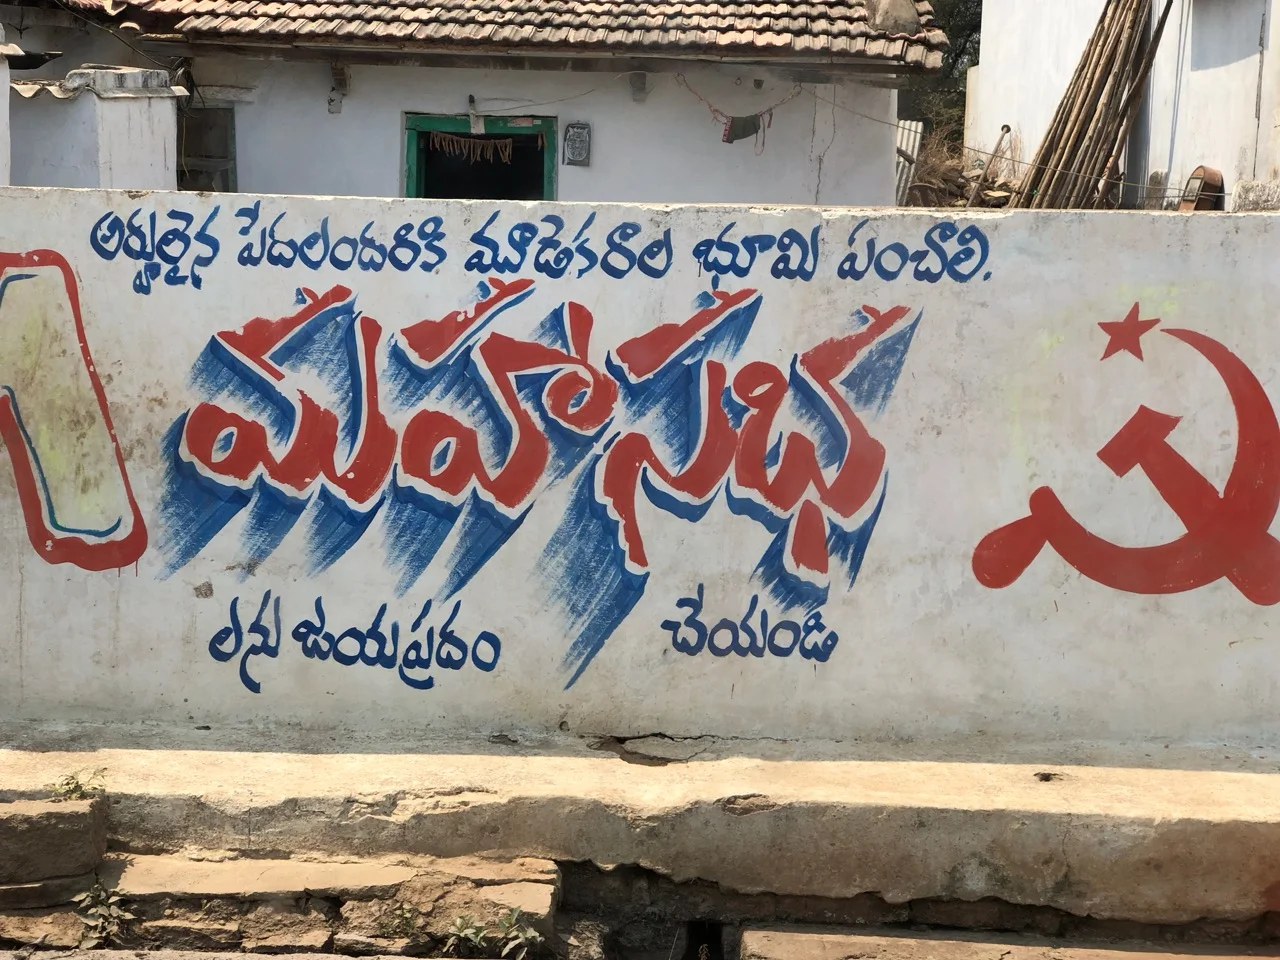 అర్హులైన పేదలందరికి మూడెకరాల భూమి పంచాలి.
మహాసభ
లను జయప్రదం చేయండి